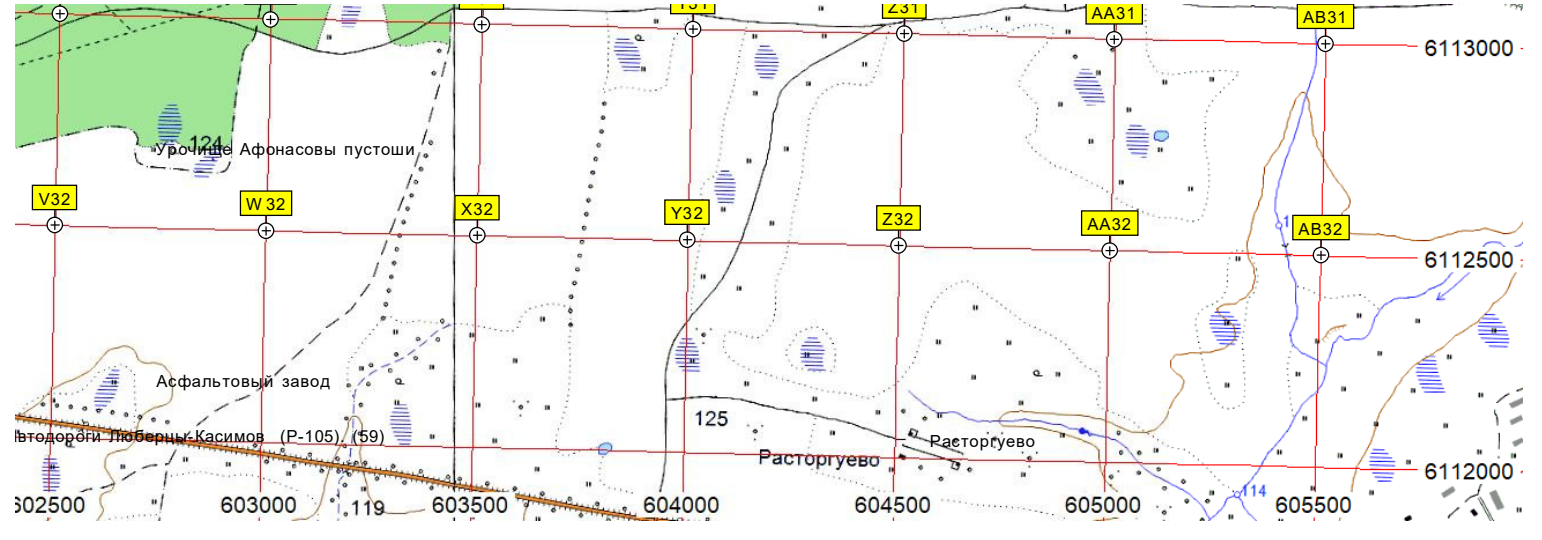 Z31
AA31
AB31
6113000
124
Урочище Афонасовы пустоши
V32
W 32
X32
Y32
Z32
AA32
1
AB32
6112500
Асфальтовый завод
125
втодороги Люберцы-Касимов (Р-105). (59)
Расторгуево
Расторгуево
6112000
114
602500
603000
119
603500
604000
604500
605000
605500